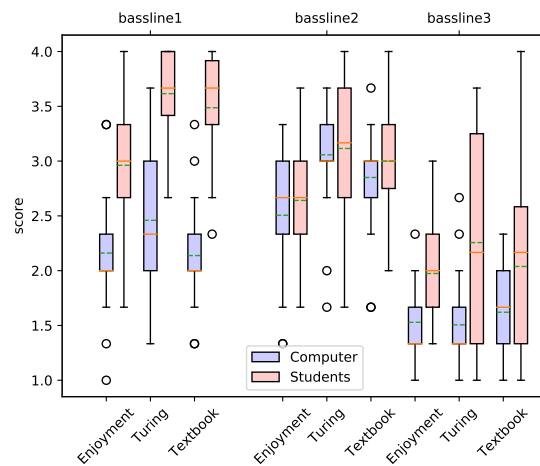 bassline1 bassline2 bassline3
4.0
3.5
3.0
2.5
2.0
1.5
1.0
score
Computer
Students
Enjoyment Turing Textbook Enjoyment Turing Textbook Enjoyment Turing Textbook